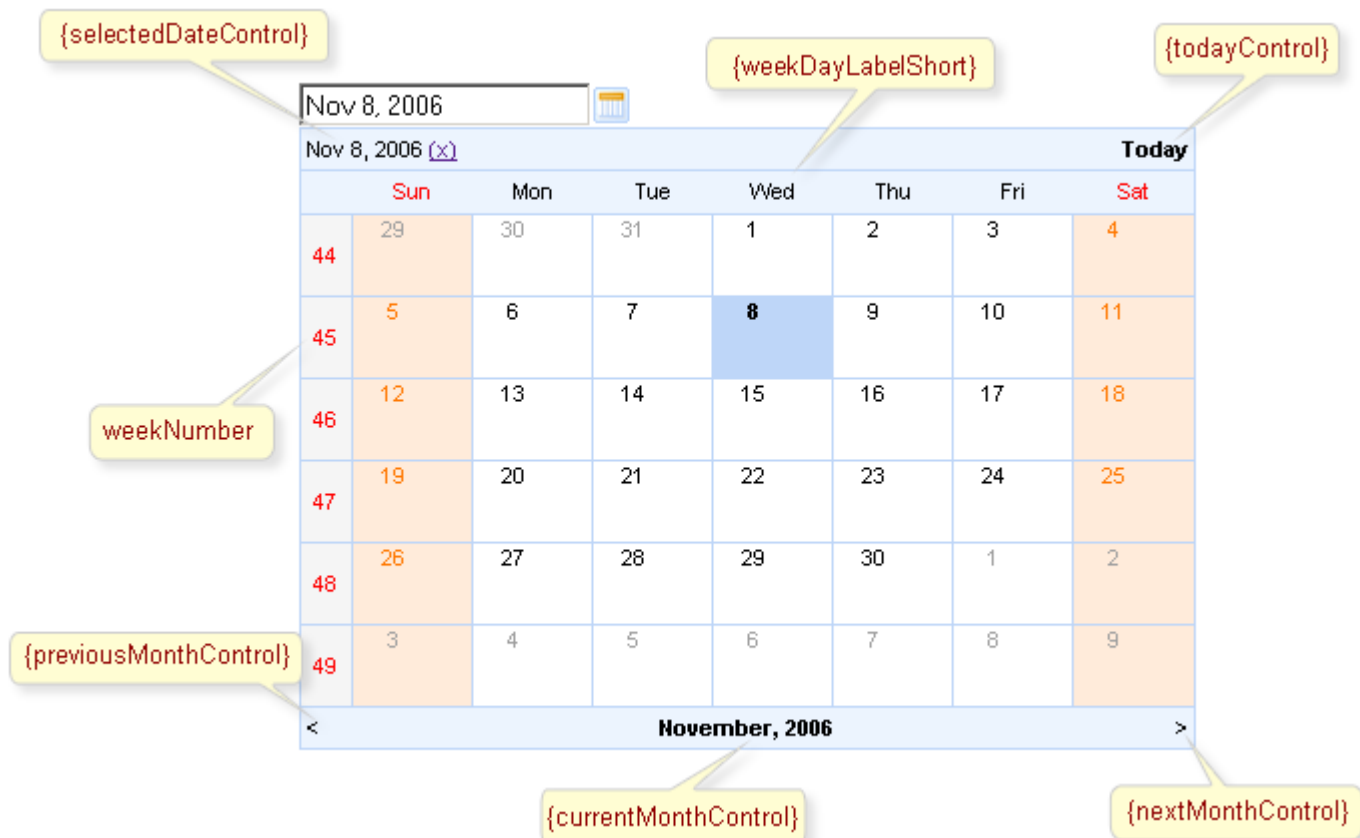 {selectedDateControl}
{weekDayLabelShort}
{todayControl}
Nov 8, 2006
Nov 8, 2006 (x) Today
Sun Mon Tue Wed Thu Fri Sat
44 29 30 31 1 2 3 4
45 5 6 7 8 9 10 11
46 12 13 14 15 16 17 18
weekNumber
47 19 20 21 22 23 24 25
48 26 27 28 29 30 1 2
49 3 4 5 6 7 8 9
{previousMonthControl}
< November, 2006 >
{currentMonthControl}
{nextMonthControl}